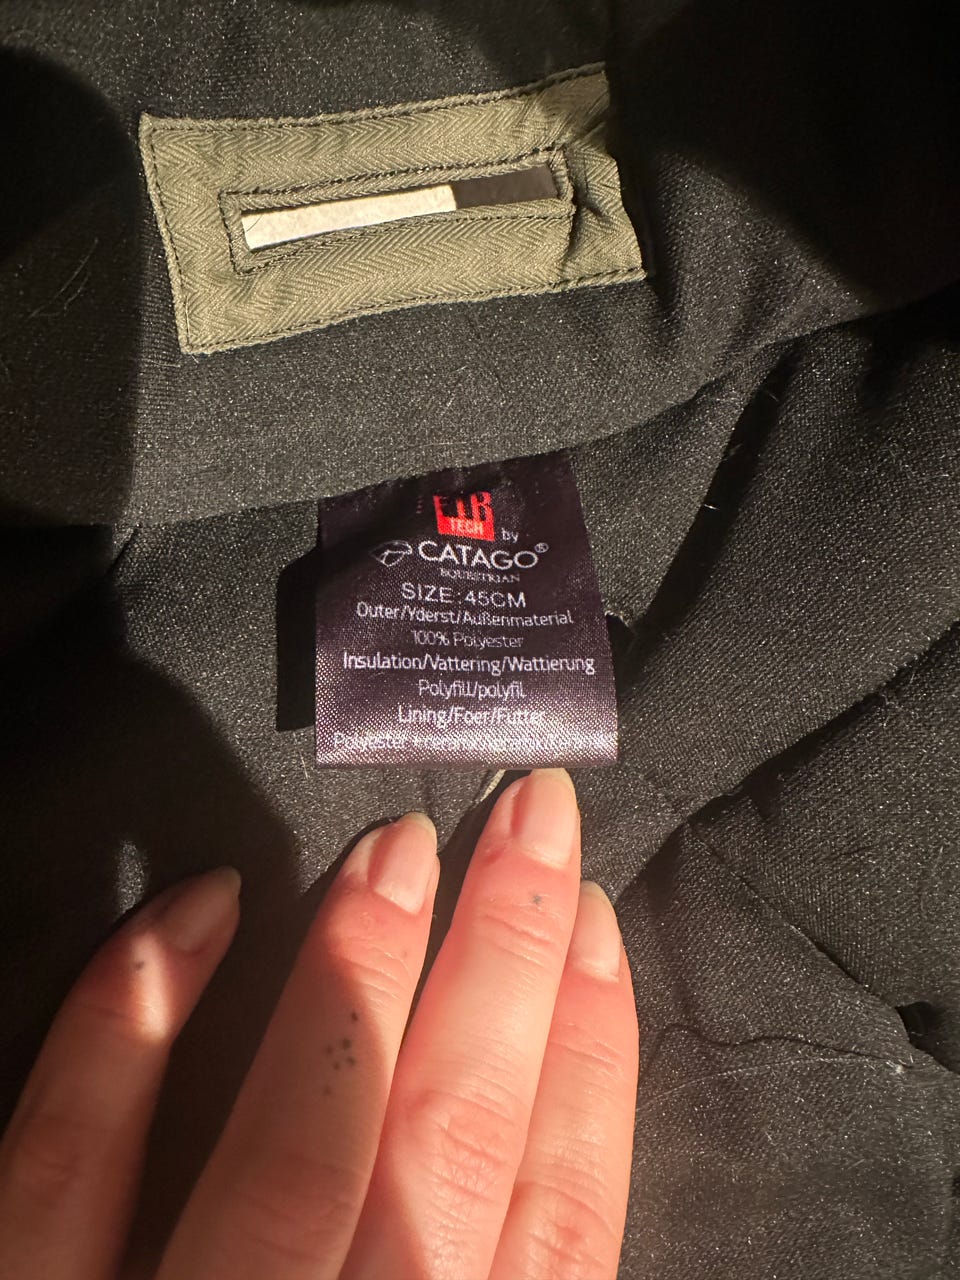 FIR
TECH
by
CATAGO®
EQUESTRIAN
SIZE:45CM
Outer/Yderst/Außenmaterial
100% Polyester
Insulation/Vattering/Wattierung
Polyfill/polyfil
Lining/Foer/Futter
Polyester